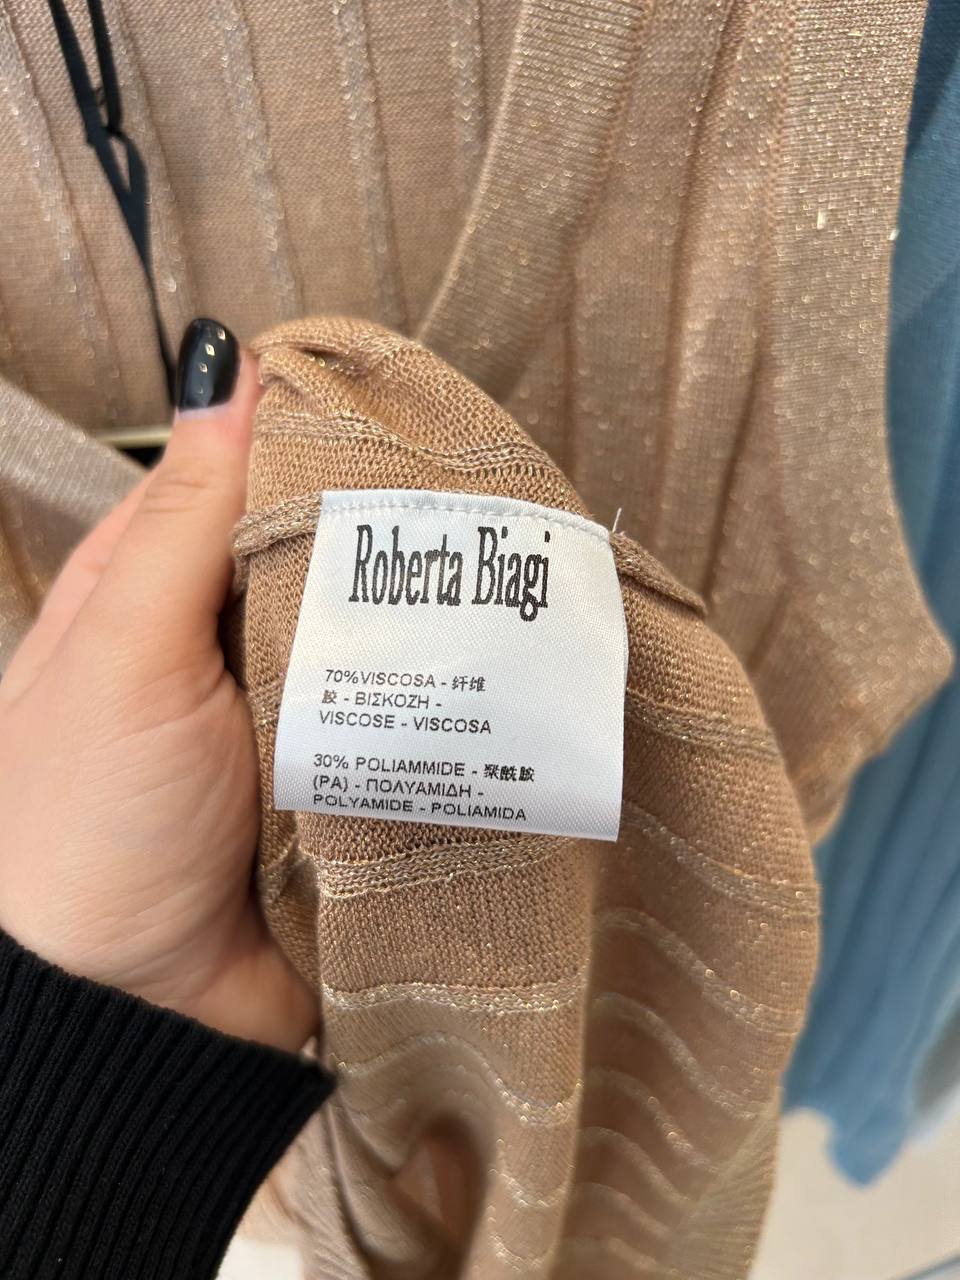 Roberta Biagi
70%VISCOSA - 纤维
胶 - ΒΙΣΚΟΖΗ -
VISCOSE - VISCOSA
30% POLIAMMIDE - 聚酰胺
(PA) - ΠΟΛΥΑΜΙΔΗ -
POLYAMIDE - POLIAMIDA